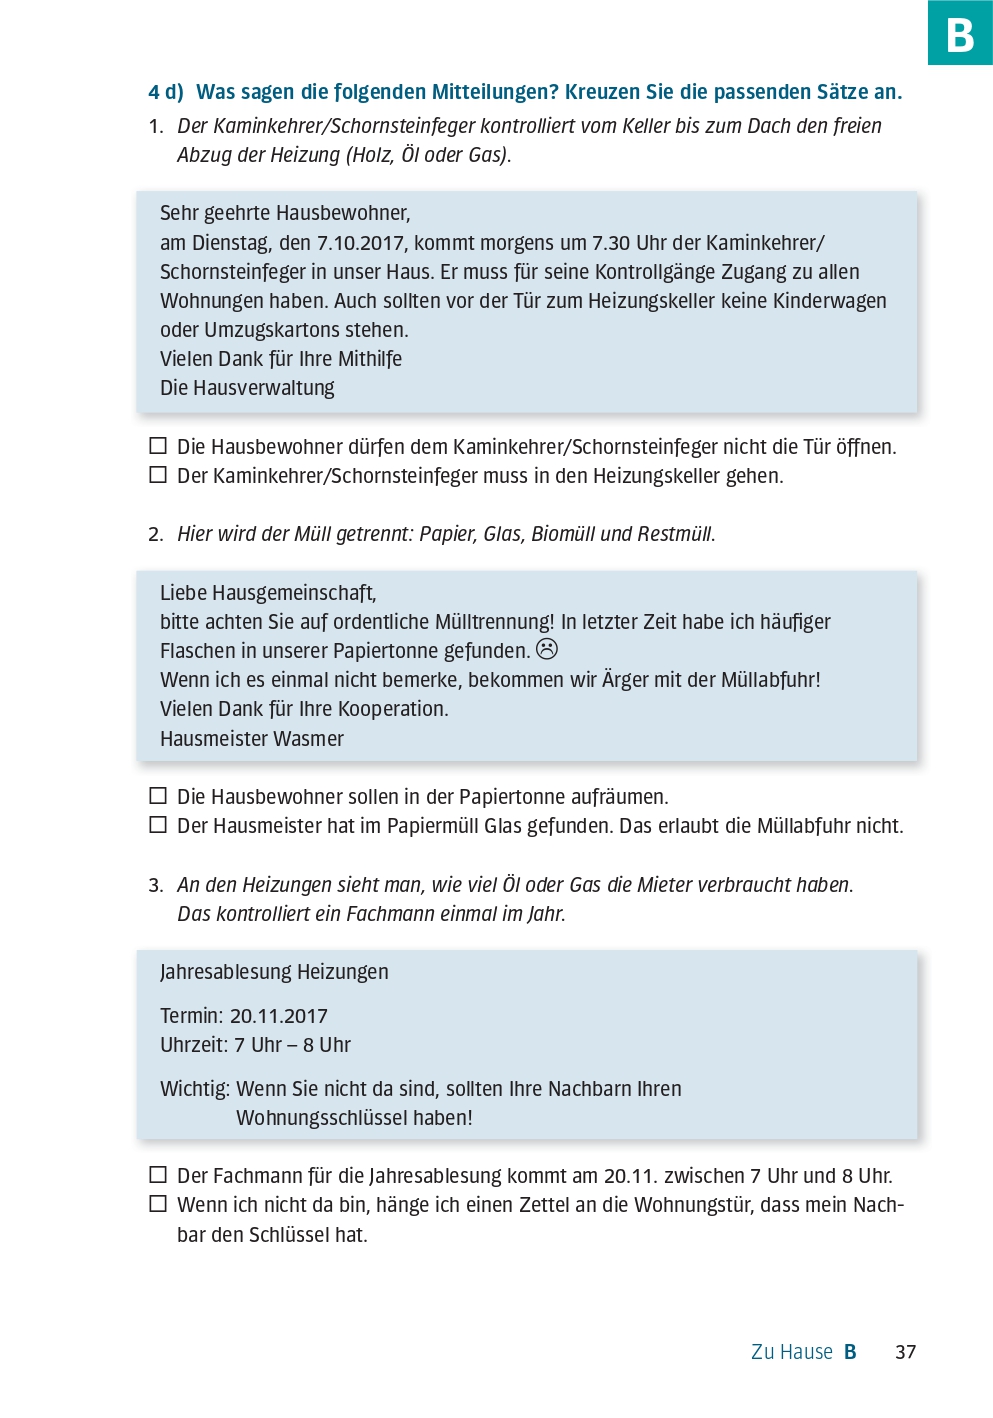 B
4 d) Was sagen die folgenden Mitteilungen? Kreuzen Sie die passenden Sätze an.
1. Der Kaminkehrer/Schornsteinfeger kontrolliert vom Keller bis zum Dach den freien
Abzug der Heizung (Holz, Öl oder Gas).
Sehr geehrte Hausbewohner,
am Dienstag, den 7.10.2017, kommt morgens um 7.30 Uhr der Kaminkehrer/
Schornsteinfeger in unser Haus. Er muss für seine Kontrollgänge Zugang zu allen
Wohnungen haben. Auch sollten vor der Tür zum Heizungskeller keine Kinderwagen
oder Umzugskartons stehen.
Vielen Dank für Ihre Mithilfe
Die Hausverwaltung
☐ Die Hausbewohner dürfen dem Kaminkehrer/Schornsteinfeger nicht die Tür öffnen.
☐ Der Kaminkehrer/Schornsteinfeger muss in den Heizungskeller gehen.
2. Hier wird der Müll getrennt: Papier, Glas, Biomüll und Restmüll.
Liebe Hausgemeinschaft,
bitte achten Sie auf ordentliche Mülltrennung! In letzter Zeit habe ich häufiger
Flaschen in unserer Papiertonne gefunden. ☹
Wenn ich es einmal nicht bemerke, bekommen wir Ärger mit der Müllabfuhr!
Vielen Dank für Ihre Kooperation.
Hausmeister Wasmer
☐ Die Hausbewohner sollen in der Papiertonne aufräumen.
☐ Der Hausmeister hat im Papiermüll Glas gefunden. Das erlaubt die Müllabfuhr nicht.
3. An den Heizungen sieht man, wie viel Öl oder Gas die Mieter verbraucht haben.
Das kontrolliert ein Fachmann einmal im Jahr.
Jahresablesung Heizungen
Termin: 20.11.2017
Uhrzeit: 7 Uhr – 8 Uhr
Wichtig: Wenn Sie nicht da sind, sollten Ihre Nachbarn Ihren
Wohnungsschlüssel haben!
☐ Der Fachmann für die Jahresablesung kommt am 20.11. zwischen 7 Uhr und 8 Uhr.
☐ Wenn ich nicht da bin, hänge ich einen Zettel an die Wohnungstür, dass mein Nach-
bar den Schlüssel hat.
Zu Hause B 37